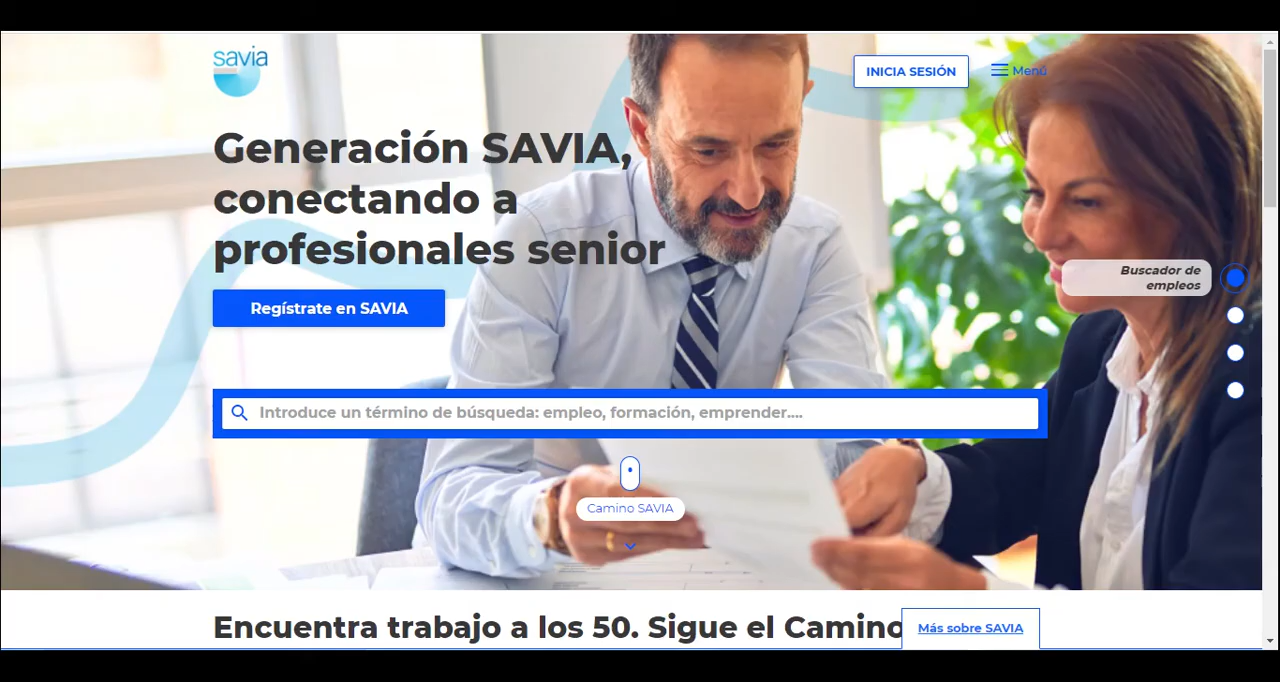 savia
INICIA SESIÓN
Menú
Generación SAVIA,
conectando a
profesionales senior
Regístrate en SAVIA
Buscador de
empleos
Introduce un término de búsqueda: empleo, formación, emprender....
Camino SAVIA
Encuentra trabajo a los 50. Sigue el Camino
Más sobre SAVIA